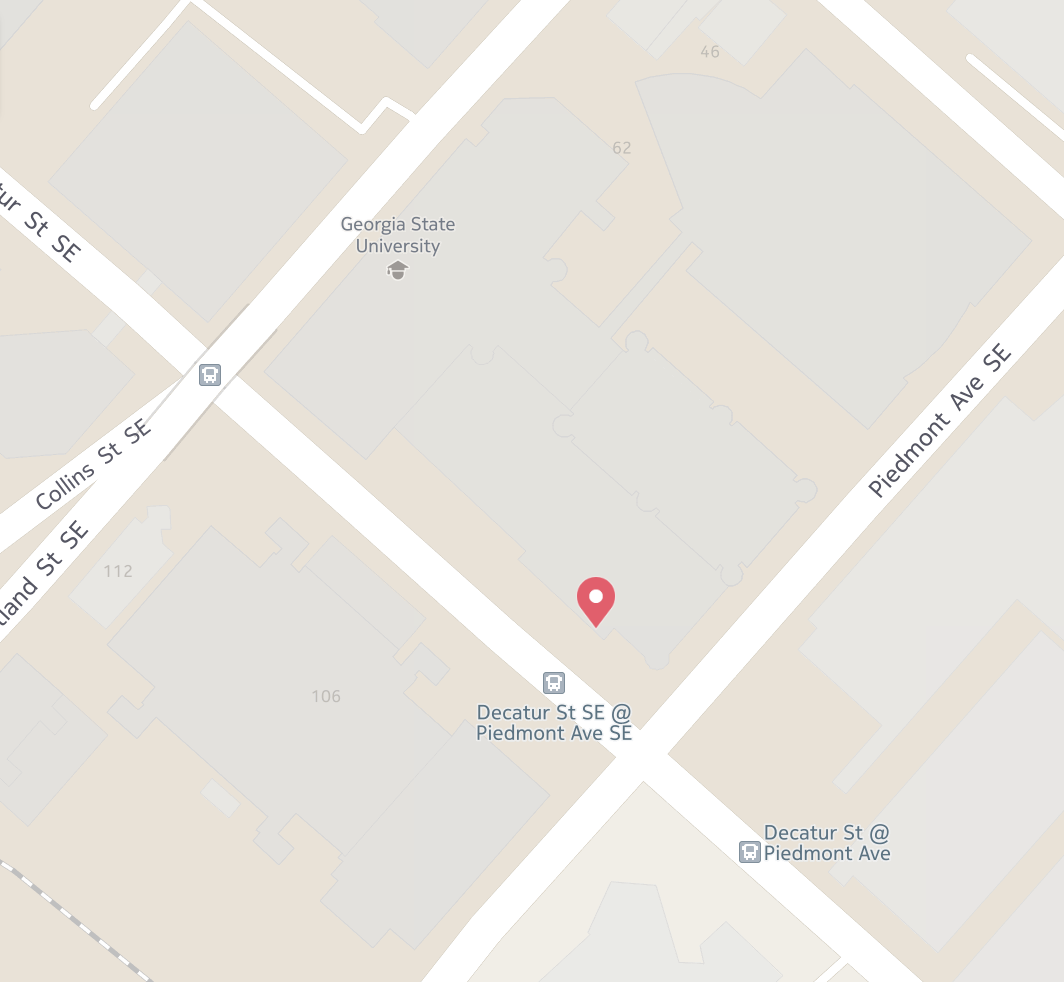 46
62
St SE
Georgia State
University
Piedmont Ave SE
Collins St SE
St SE
112
106
Decatur St SE @
Piedmont Ave SE
Decatur St @
Piedmont Ave